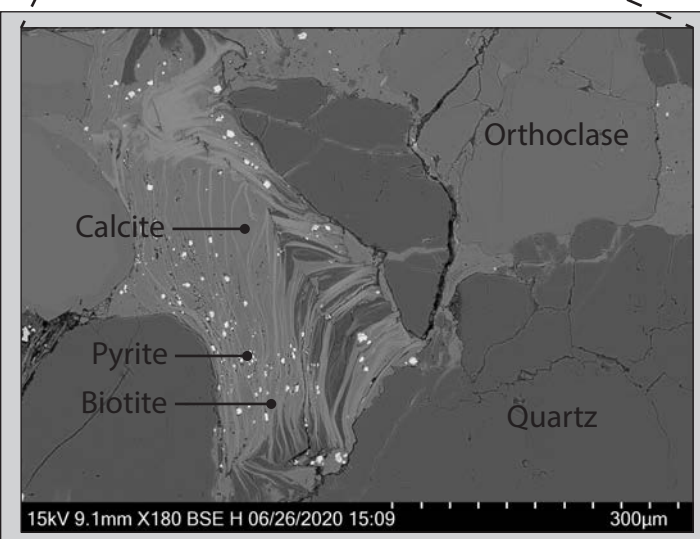 Orthoclase
Calcite
Pyrite
Biotite
Quartz
15kV 9.1mm X180 BSE H 06/26/2020 15:09 300µm